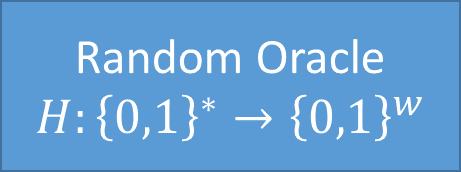 Random Oracle
H: {0,1}* → {0,1}ʷ